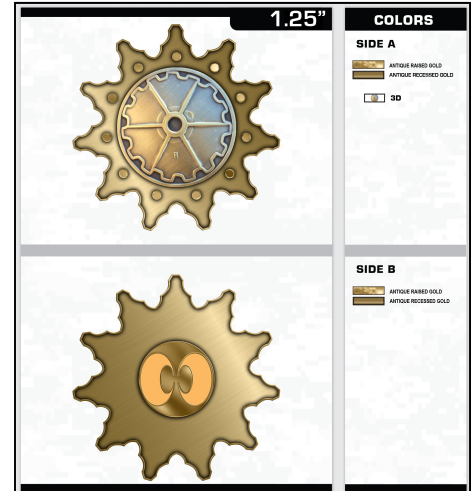 1.25”
COLORS
SIDE A
ANTIQUE RAISED GOLD
ANTIQUE RECESSED GOLD
3D
SIDE B
ANTIQUE RAISED GOLD
ANTIQUE RECESSED GOLD